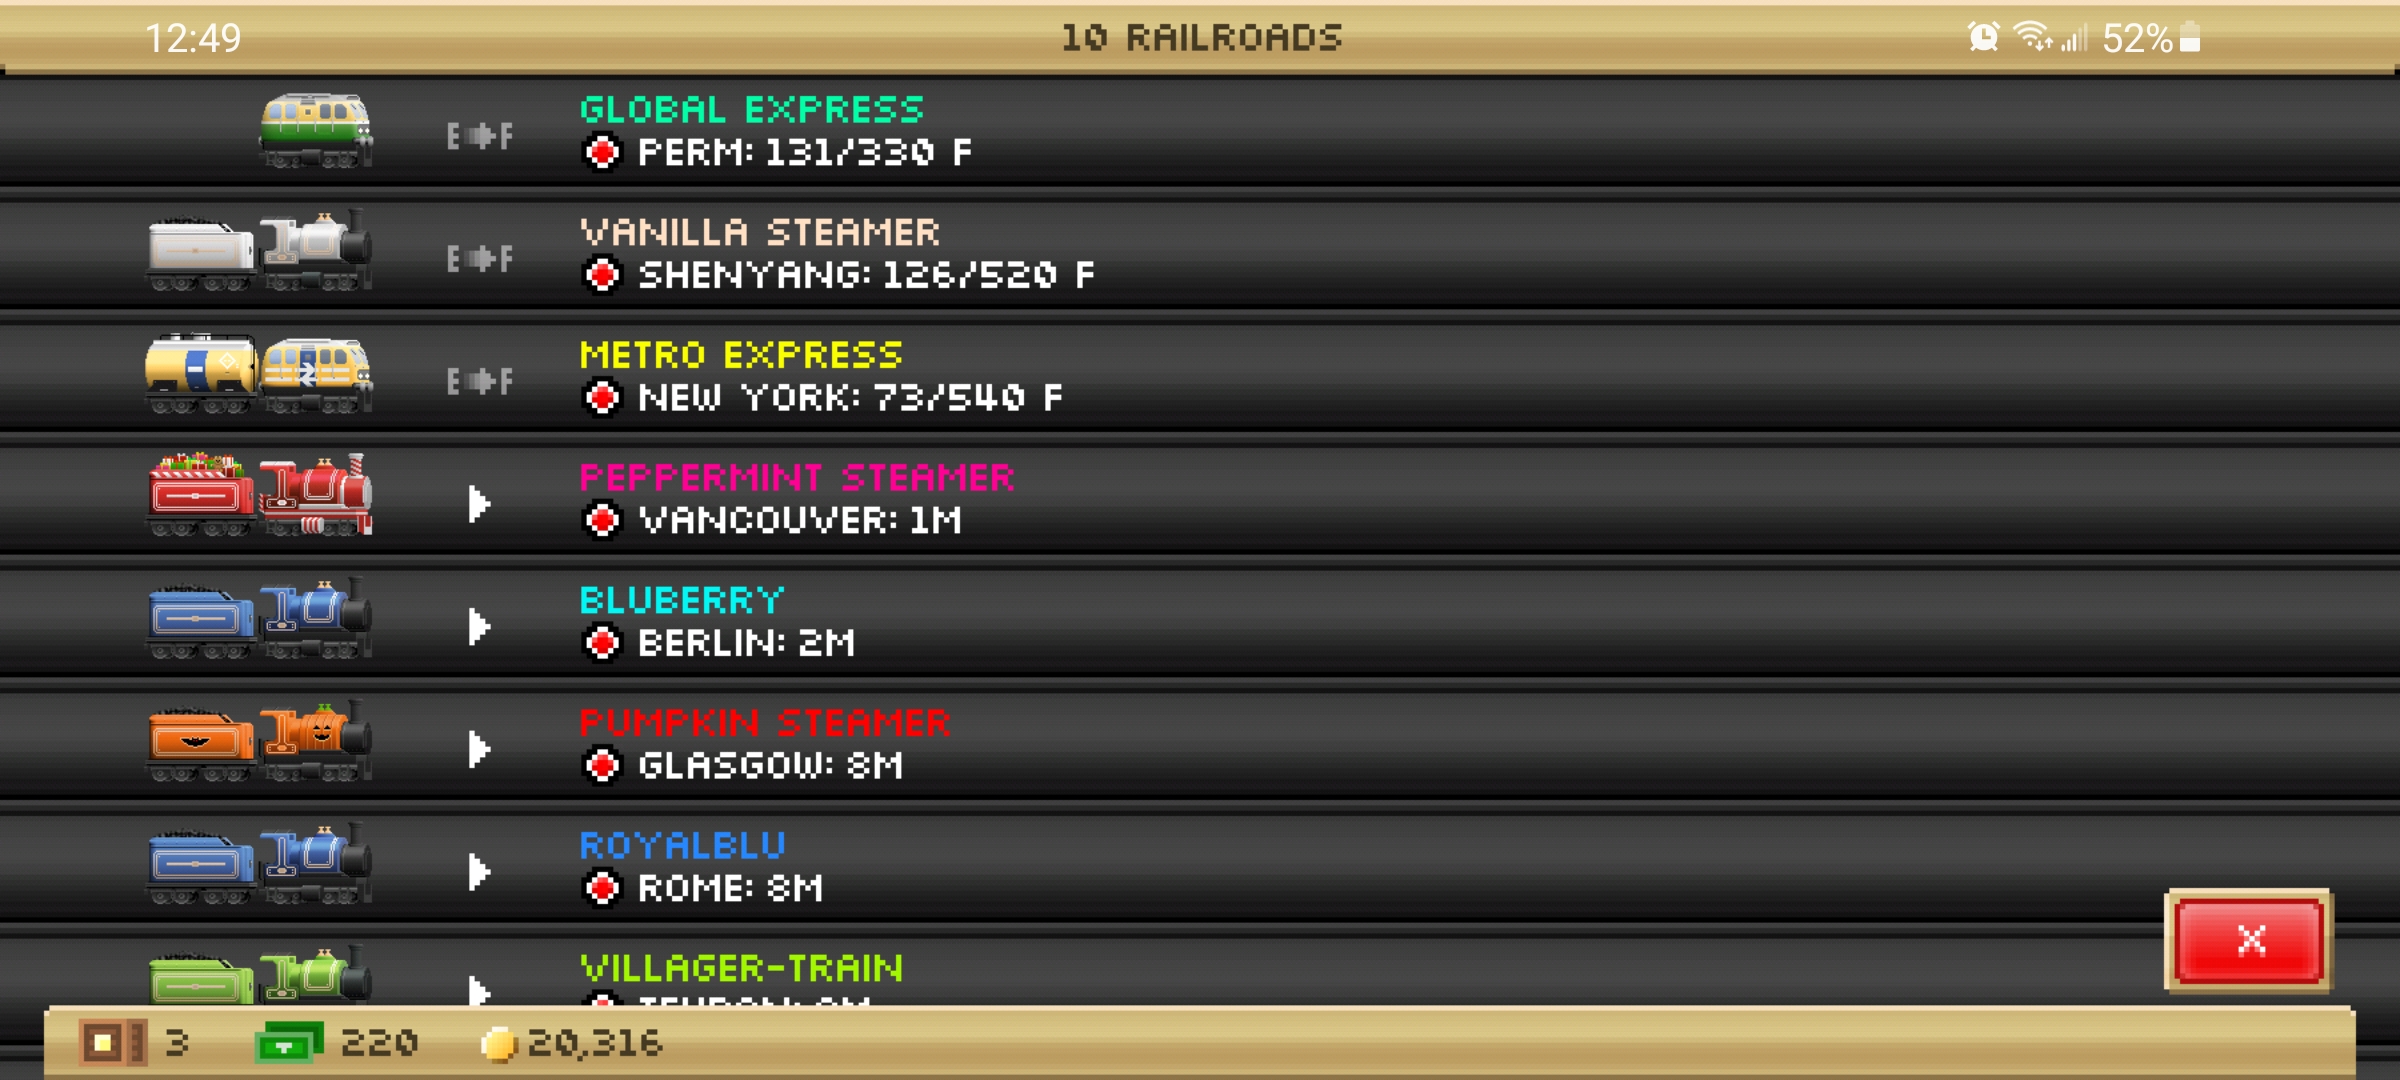 12:49
10 RAILROADS
52%
GLOBAL EXPRESS
E F
PERM: 131/330 F
VANILLA STEAMER
E F
SHENYANG: 126/520 F
METRO EXPRESS
E F
NEW YORK: 73/540 F
PEPPERMINT STEAMER
VANCOUVER: 1M
BLUBERRY
BERLIN: 2M
PUMPKIN STEAMER
GLASGOW: 8M
ROYALBLU
ROME: 8M
X
VILLAGER-TRAIN
3
220
20,316